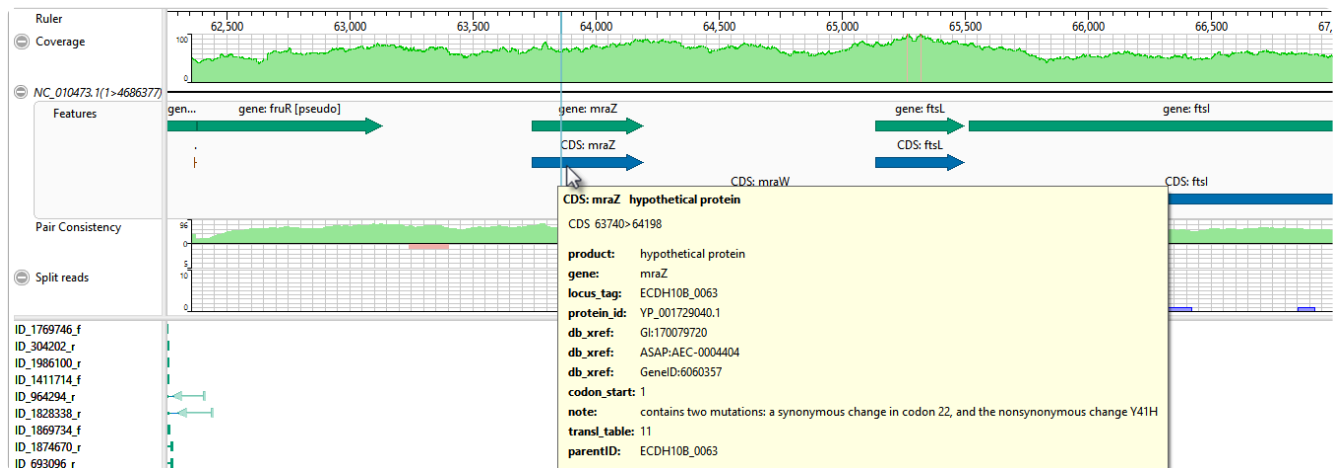 Ruler
62,500 63,000 63,500 64,000 64,500 65,000 65,500 66,000 66,500 67,
Coverage
100
0
NC_010473.1(1>4686377)
Features
gen... gene: fruR [pseudo] gene: mraZ gene: ftsL gene: ftsI
CDS: mraZ CDS: ftsL
CDS: mraW CDS: ftsI
CDS: mraZ hypothetical protein
CDS 63740>64198
product: hypothetical protein
gene: mraZ
locus_tag: ECDH10B_0063
protein_id: YP_001729040.1
db_xref: GI:170079720
db_xref: ASAP:AEC-0004404
db_xref: GeneID:6060357
codon_start: 1
note: contains two mutations: a synonymous change in codon 22, and the nonsynonymous change Y41H
transl_table: 11
parentID: ECDH10B_0063
Pair Consistency
96
0
5
Split reads
10
0
ID_1769746_f
ID_304202_r
ID_1986100_r
ID_1411714_f
ID_964294_r
ID_1828338_r
ID_1869734_f
ID_1874670_r
ID_693096_r